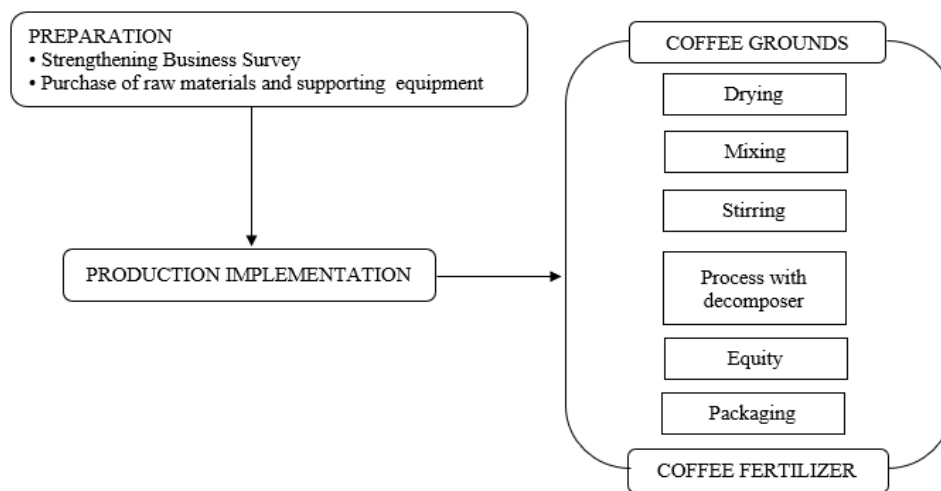 PREPARATION
• Strengthening Business Survey
• Purchase of raw materials and supporting equipment
PRODUCTION IMPLEMENTATION
COFFEE GROUNDS
Drying
Mixing
Stirring
Process with
decomposer
Equity
Packaging
COFFEE FERTILIZER